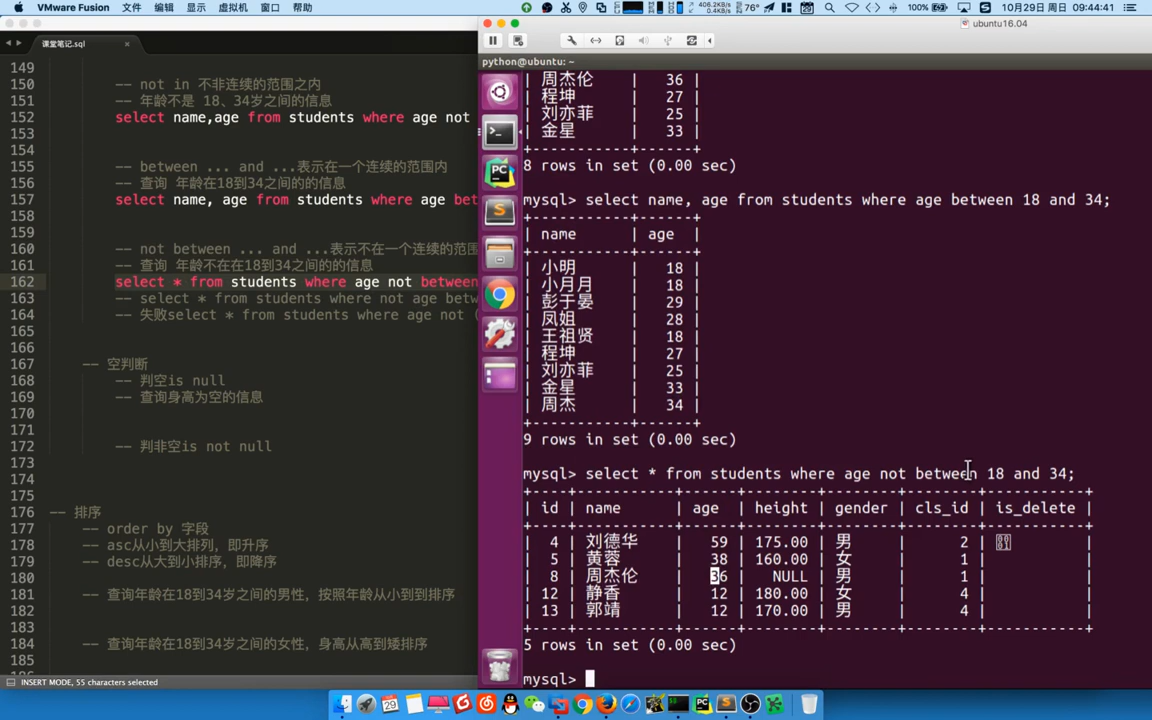 VMware Fusion 文件 编辑 显示 虚拟机 窗口 帮助 406.2KB/s 0.4KB/s 76° 100% 10月29日 周日 09:44:41
课堂笔记.sql
149
150 -- not in 不非连续的范围之内
151 -- 年龄不是 18、34岁之间的信息
152 select name,age from students where age not
153
154
155 -- between ... and ...表示在一个连续的范围内
156 -- 查询 年龄在18到34之间的的信息
157 select name, age from students where age bet
158
159
160 -- not between ... and ...表示不在一个连续的范围
161 -- 查询 年龄不在在18到34之间的的信息
162 select * from students where age not between
163 -- select * from students where not age betw
164 -- 失败select * from students where age not (
165
166
167 -- 空判断
168 -- 判空is null
169 -- 查询身高为空的信息
170
171
172 -- 判非空is not null
173
174
175
176 -- 排序
177 -- order by 字段
178 -- asc从小到大排列，即升序
179 -- desc从大到小排序，即降序
180
181 -- 查询年龄在18到34岁之间的男性，按照年龄从小到到排序
182
183
184 -- 查询年龄在18到34岁之间的女性，身高从高到矮排序
185
INSERT MODE, 55 characters selected
ubuntu16.04
python@ubuntu: ~
| 周杰伦 | 36 |
| 程坤 | 27 |
| 刘亦菲 | 25 |
| 金星 | 33 |
+-----------+------+
8 rows in set (0.00 sec)
mysql> select name, age from students where age between 18 and 34;
+-----------+------+
| name | age |
+-----------+------+
| 小明 | 18 |
| 小月月 | 18 |
| 彭于晏 | 29 |
| 凤姐 | 28 |
| 王祖贤 | 18 |
| 程坤 | 27 |
| 刘亦菲 | 25 |
| 金星 | 33 |
| 周杰 | 34 |
+-----------+------+
9 rows in set (0.00 sec)
mysql> select * from students where age not between 18 and 34;
+----+-----------+------+--------+--------+--------+-----------+
| id | name | age | height | gender | cls_id | is_delete |
+----+-----------+------+--------+--------+--------+-----------+
| 4 | 刘德华 | 59 | 175.00 | 男 | 2 | |
| 5 | 黄蓉 | 38 | 160.00 | 女 | 1 | |
| 8 | 周杰伦 | 36 | NULL | 男 | 1 | |
| 12 | 静香 | 12 | 180.00 | 女 | 4 | |
| 13 | 郭靖 | 12 | 170.00 | 男 | 4 | |
+----+-----------+------+--------+--------+--------+-----------+
5 rows in set (0.00 sec)
mysql>